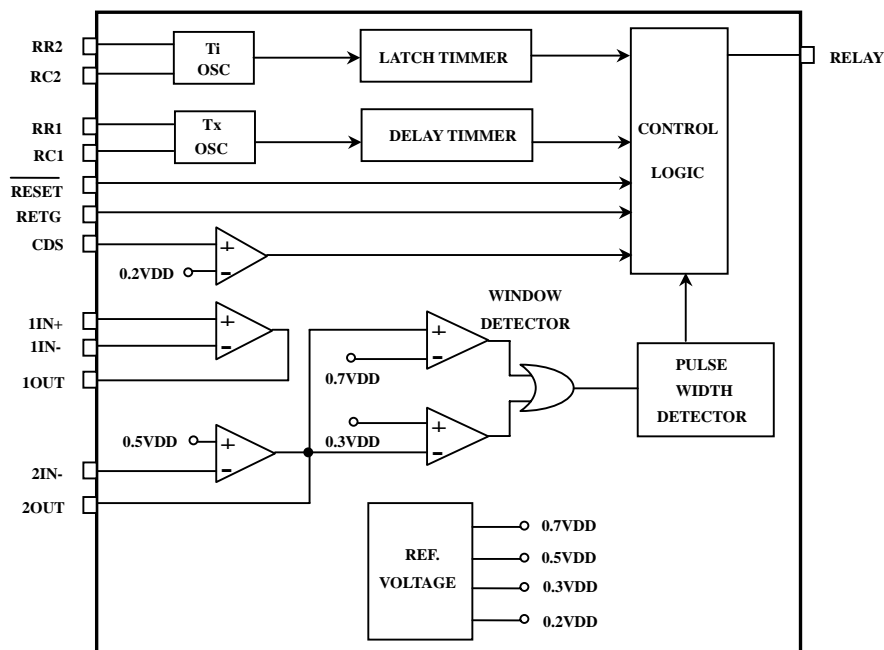 RR2
RC2
Ti
OSC
LATCH TIMMER
RELAY
RR1
RC1
Tx
OSC
DELAY TIMMER
CONTROL
LOGIC
RESET
RETG
CDS
+
-
0.2VDD
WINDOW
DETECTOR
1IN+
1IN-
1OUT
+
-
+
-
0.7VDD
PULSE
WIDTH
DETECTOR
0.5VDD
+
-
0.3VDD
+
-
2IN-
2OUT
REF.
VOLTAGE
0.7VDD
0.5VDD
0.3VDD
0.2VDD